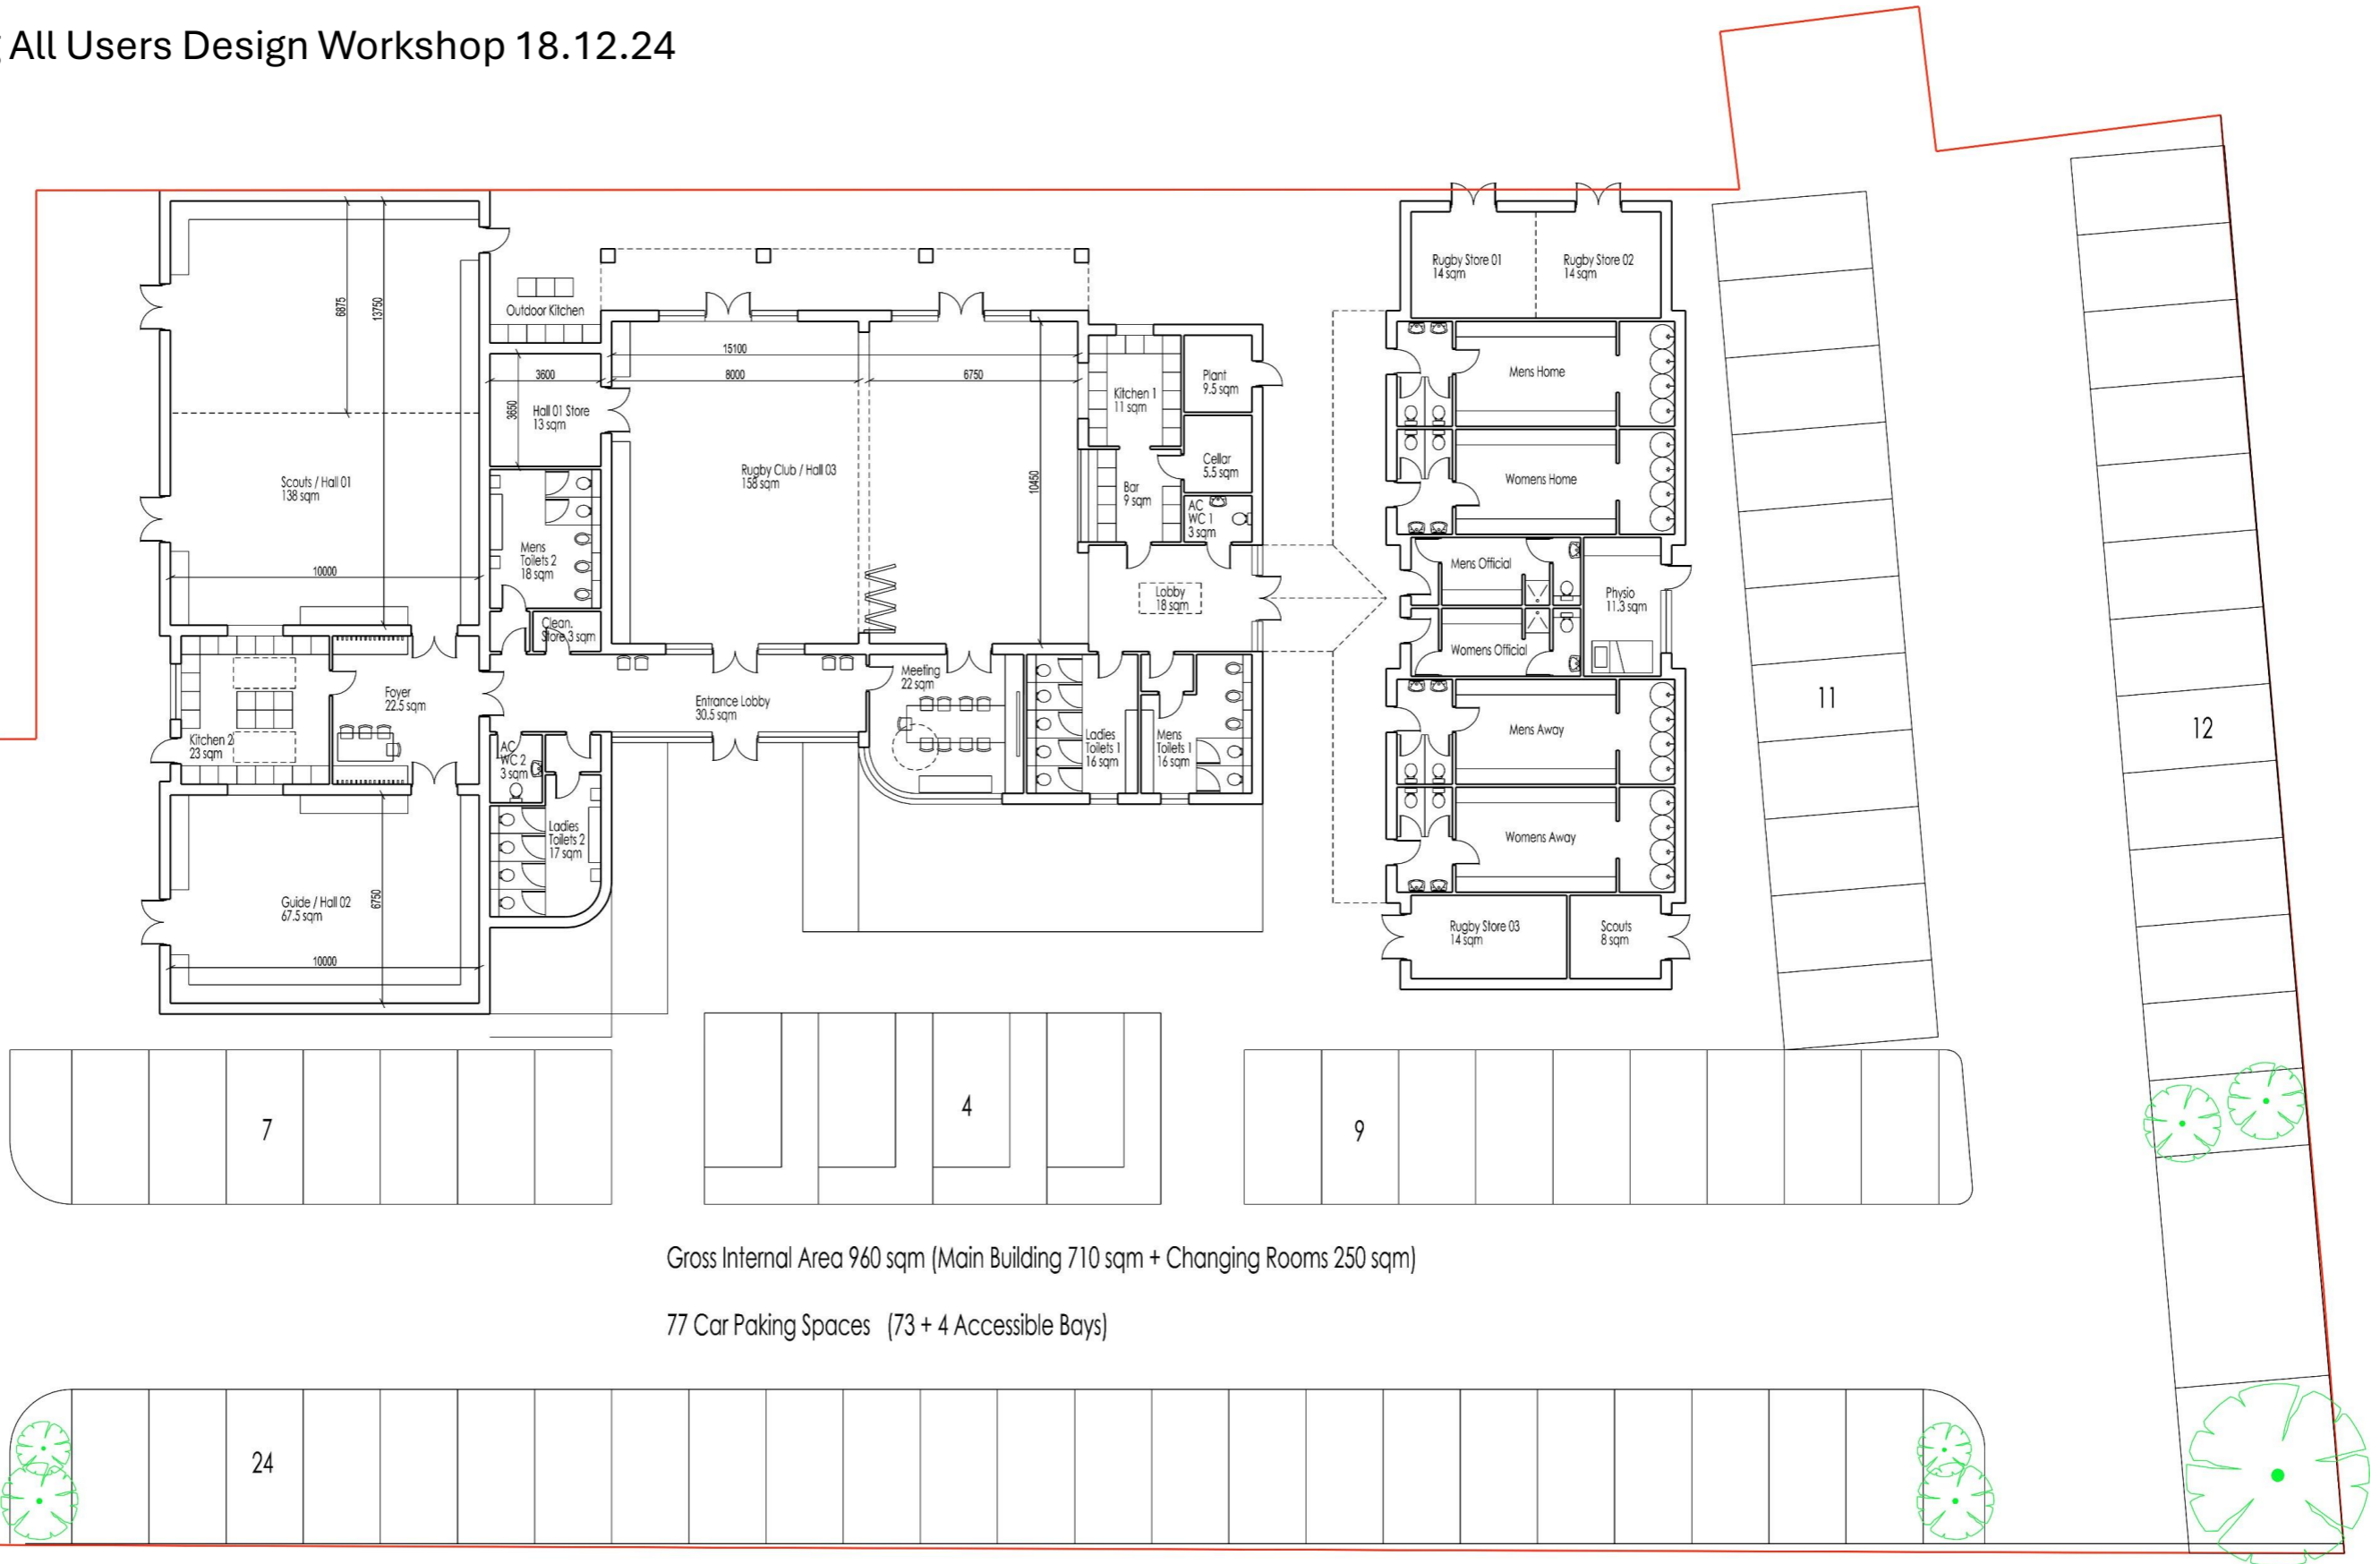 All Users Design Workshop 18.12.24
Rugby Store 01
14 sqm
Rugby Store 02
14 sqm
6875
13750
Outdoor Kitchen
15100
3600
8000
6750
3650
Hall 01 Store
13 sqm
Kitchen 1
11 sqm
Plant
9.5 sqm
Mens Home
Scouts / Hall 01
138 sqm
Rugby Club / Hall 03
158 sqm
10450
Cellar
5.5 sqm
Bar
9 sqm
AC
WC 1
3 sqm
Womens Home
Mens
Toilets 2
18 sqm
10000
Clean.
Store 3 sqm
Lobby
18 sqm
Mens Official
Physio
11.3 sqm
Womens Official
Foyer
22.5 sqm
Entrance Lobby
30.5 sqm
Meeting
22 sqm
Kitchen 2
23 sqm
AC
WC 2
3 sqm
Ladies
Toilets 1
16 sqm
Mens
Toilets 1
16 sqm
Mens Away
11
12
Ladies
Toilets 2
17 sqm
Womens Away
Guide / Hall 02
67.5 sqm
6750
10000
Rugby Store 03
14 sqm
Scouts
8 sqm
7
4
9
Gross Internal Area 960 sqm (Main Building 710 sqm + Changing Rooms 250 sqm)
77 Car Paking Spaces (73 + 4 Accessible Bays)
24